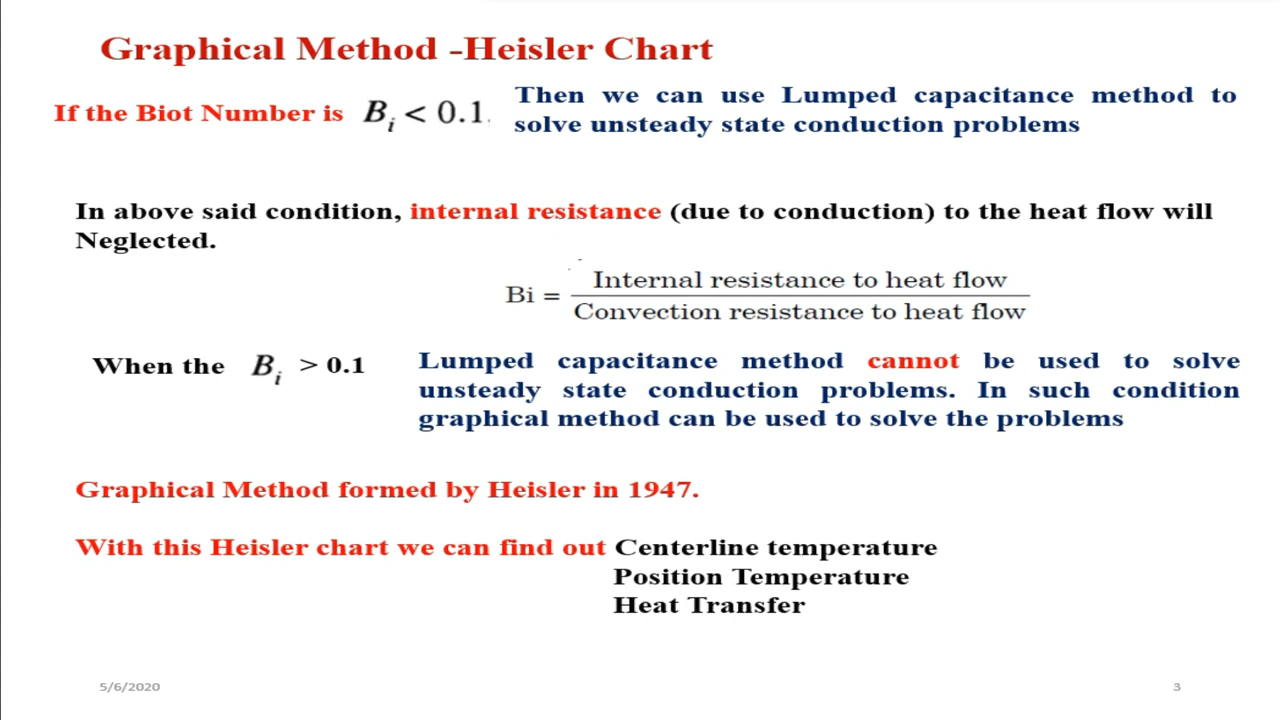 Graphical Method -Heisler Chart
If the Biot Number is Bi < 0.1.
Then we can use Lumped capacitance method to
solve unsteady state conduction problems
In above said condition, internal resistance (due to conduction) to the heat flow will
Neglected.
Bi = Internal resistance to heat flow
Convection resistance to heat flow
When the Bi > 0.1
Lumped capacitance method cannot be used to solve
unsteady state conduction problems. In such condition
graphical method can be used to solve the problems
Graphical Method formed by Heisler in 1947.
With this Heisler chart we can find out Centerline temperature
Position Temperature
Heat Transfer
5/6/2020
3